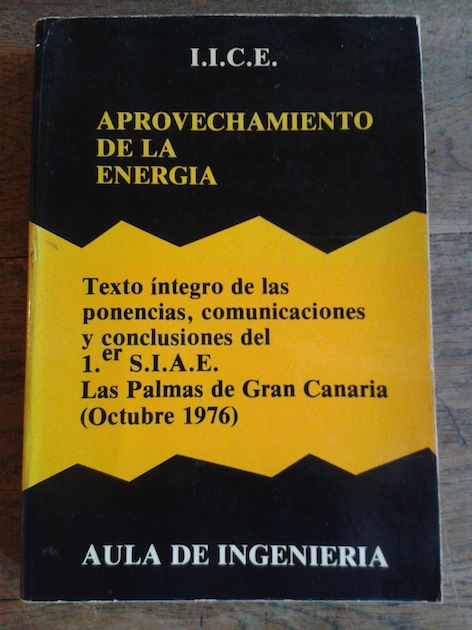 I.I.C.E.
APROVECHAMIENTO
DE LA
ENERGIA
Texto íntegro de las
ponencias, comunicaciones
y conclusiones del
1.er S.I.A.E.
Las Palmas de Gran Canaria
(Octubre 1976)
AULA DE INGENIERIA